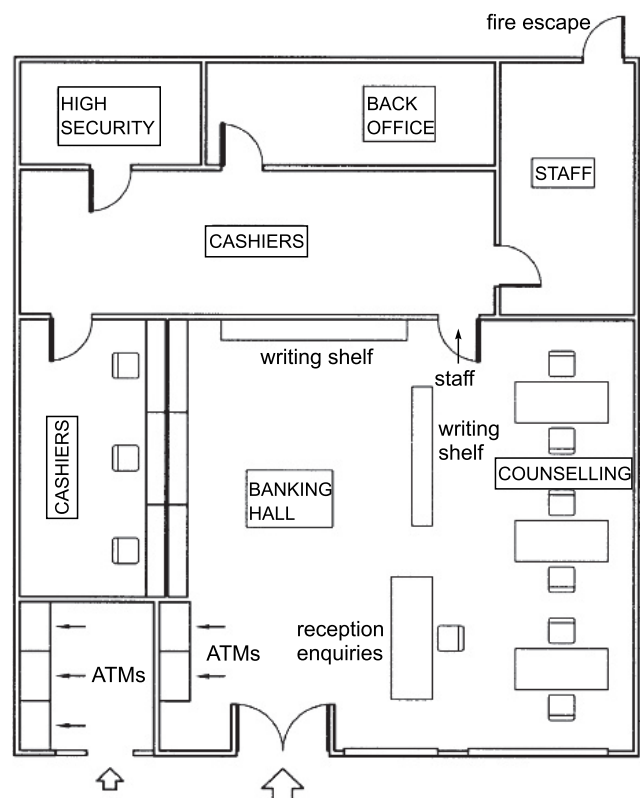 fire escape
HIGH
SECURITY
BACK
OFFICE
STAFF
CASHIERS
writing shelf
staff
writing
shelf
CASHIERS
COUNSELLING
BANKING
HALL
reception
enquiries
ATMs
ATMs